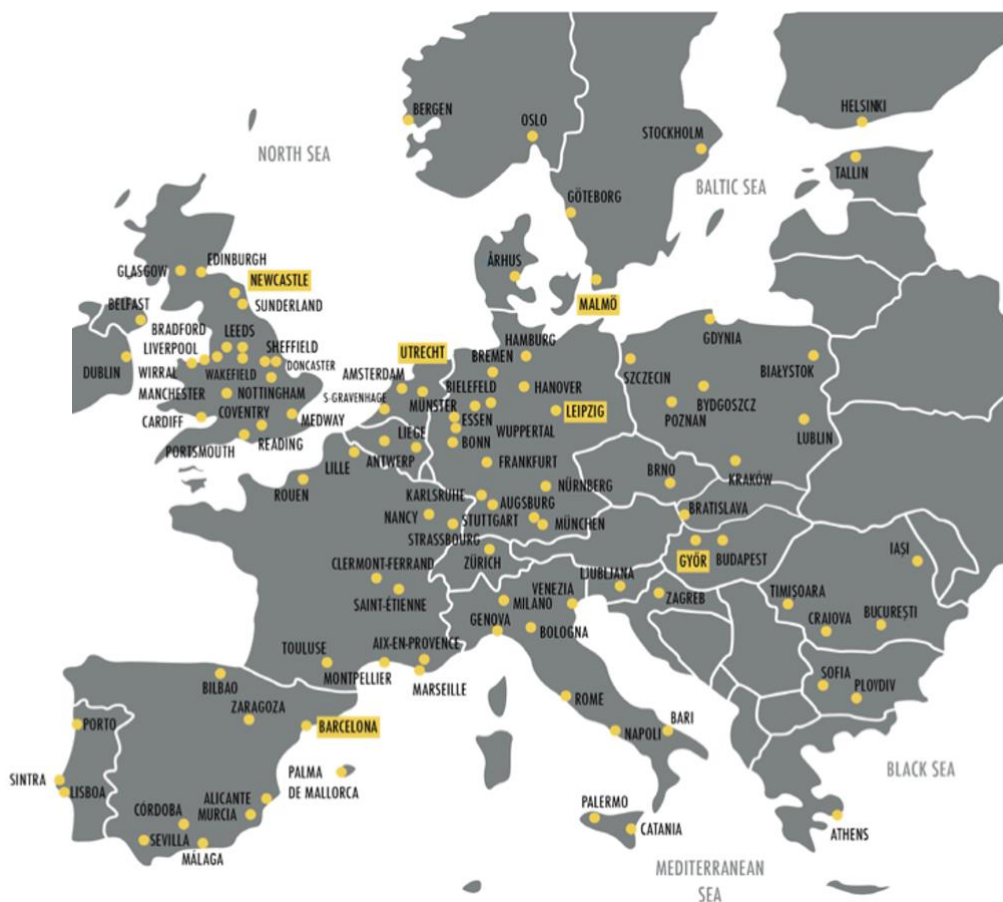 BERGEN
OSLO
STOCKHOLM
HELSINKI
TALLIN
NORTH SEA
BALTIC SEA
GÖTEBORG
ÅRHUS
MALMÖ
GLASGOW
EDINBURGH
NEWCASTLE
SUNDERLAND
BELFAST
BRADFORD
LEEDS
LIVERPOOL
SHEFFIELD
DUBLIN
WIRRAL
WAKEFIELD
DONCASTER
MANCHESTER
NOTTINGHAM
CARDIFF
COVENTRY
MEDWAY
PORTSMOUTH
READING
UTRECHT
AMSTERDAM
S-GRAVENHAGE
HAMBURG
BREMEN
BIELEFELD
HANOVER
MÜNSTER
LEIPZIG
ESSEN
WUPPERTAL
LIEGE
BONN
LILLE
ANTWERP
FRANKFURT
ROUEN
NÜRNBERG
KARLSRUHE
AUGSBURG
NANCY
STUTTGART
MÜNCHEN
STRASSBOURG
GDYNIA
SZCZECIN
BIAŁYSTOK
BYDGOSZCZ
POZNAN
LUBLIN
KRAKÓW
BRNO
BRATISLAVA
GYÖR
BUDAPEST
IAȘI
CLERMONT-FERRAND
ZÜRICH
SAINT-ÉTIENNE
VENEZIA
LJUBLJANA
ZAGREB
MILANO
GENOVA
BOLOGNA
TIMIȘOARA
CRAIOVA
BUCUREȘTI
TOULUSE
AIX-EN-PROVENCE
MONTPELLIER
MARSEILLE
SOFIA
PLOVDIV
BILBAO
ZARAGOZA
BARCELONA
PORTO
ROME
NAPOLI
BARI
SINTRA
LISBOA
PALMA
DE MALLORCA
ALICANTE
CÓRDOBA
MURCIA
SEVILLA
MÁLAGA
PALERMO
CATANIA
ATHENS
BLACK SEA
MEDITERRANEAN
SEA